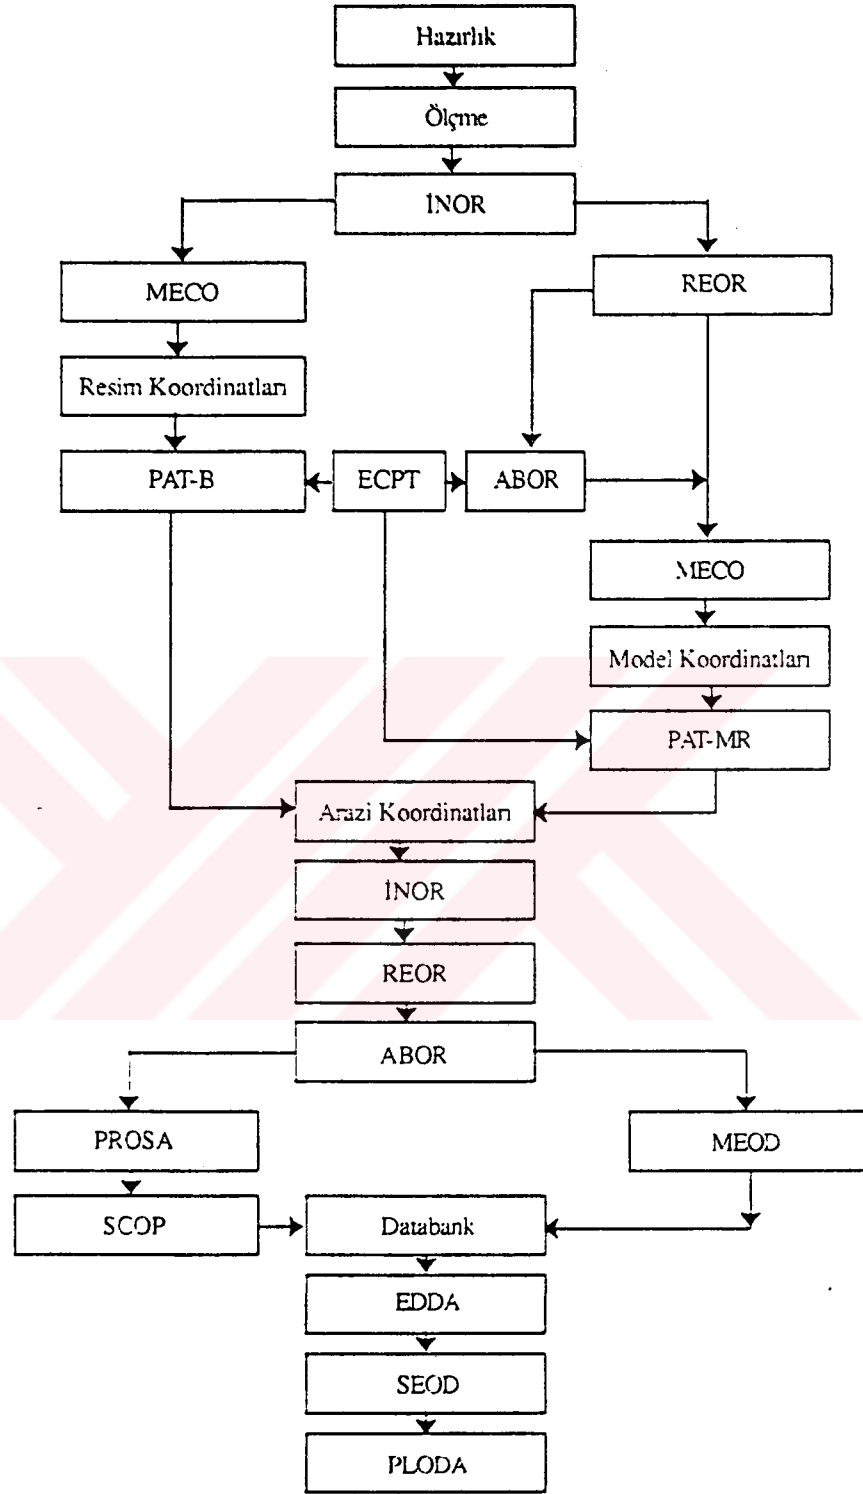 Hazırlık
Ölçme
İNOR
MECO
REOR
Resim Koordinatları
PAT-B
ECPT
ABOR
MECO
Model Koordinatları
PAT-MR
Arazi Koordinatları
İNOR
REOR
ABOR
PROSA
MEOD
SCOP
Databank
EDDA
SEOD
PLODA